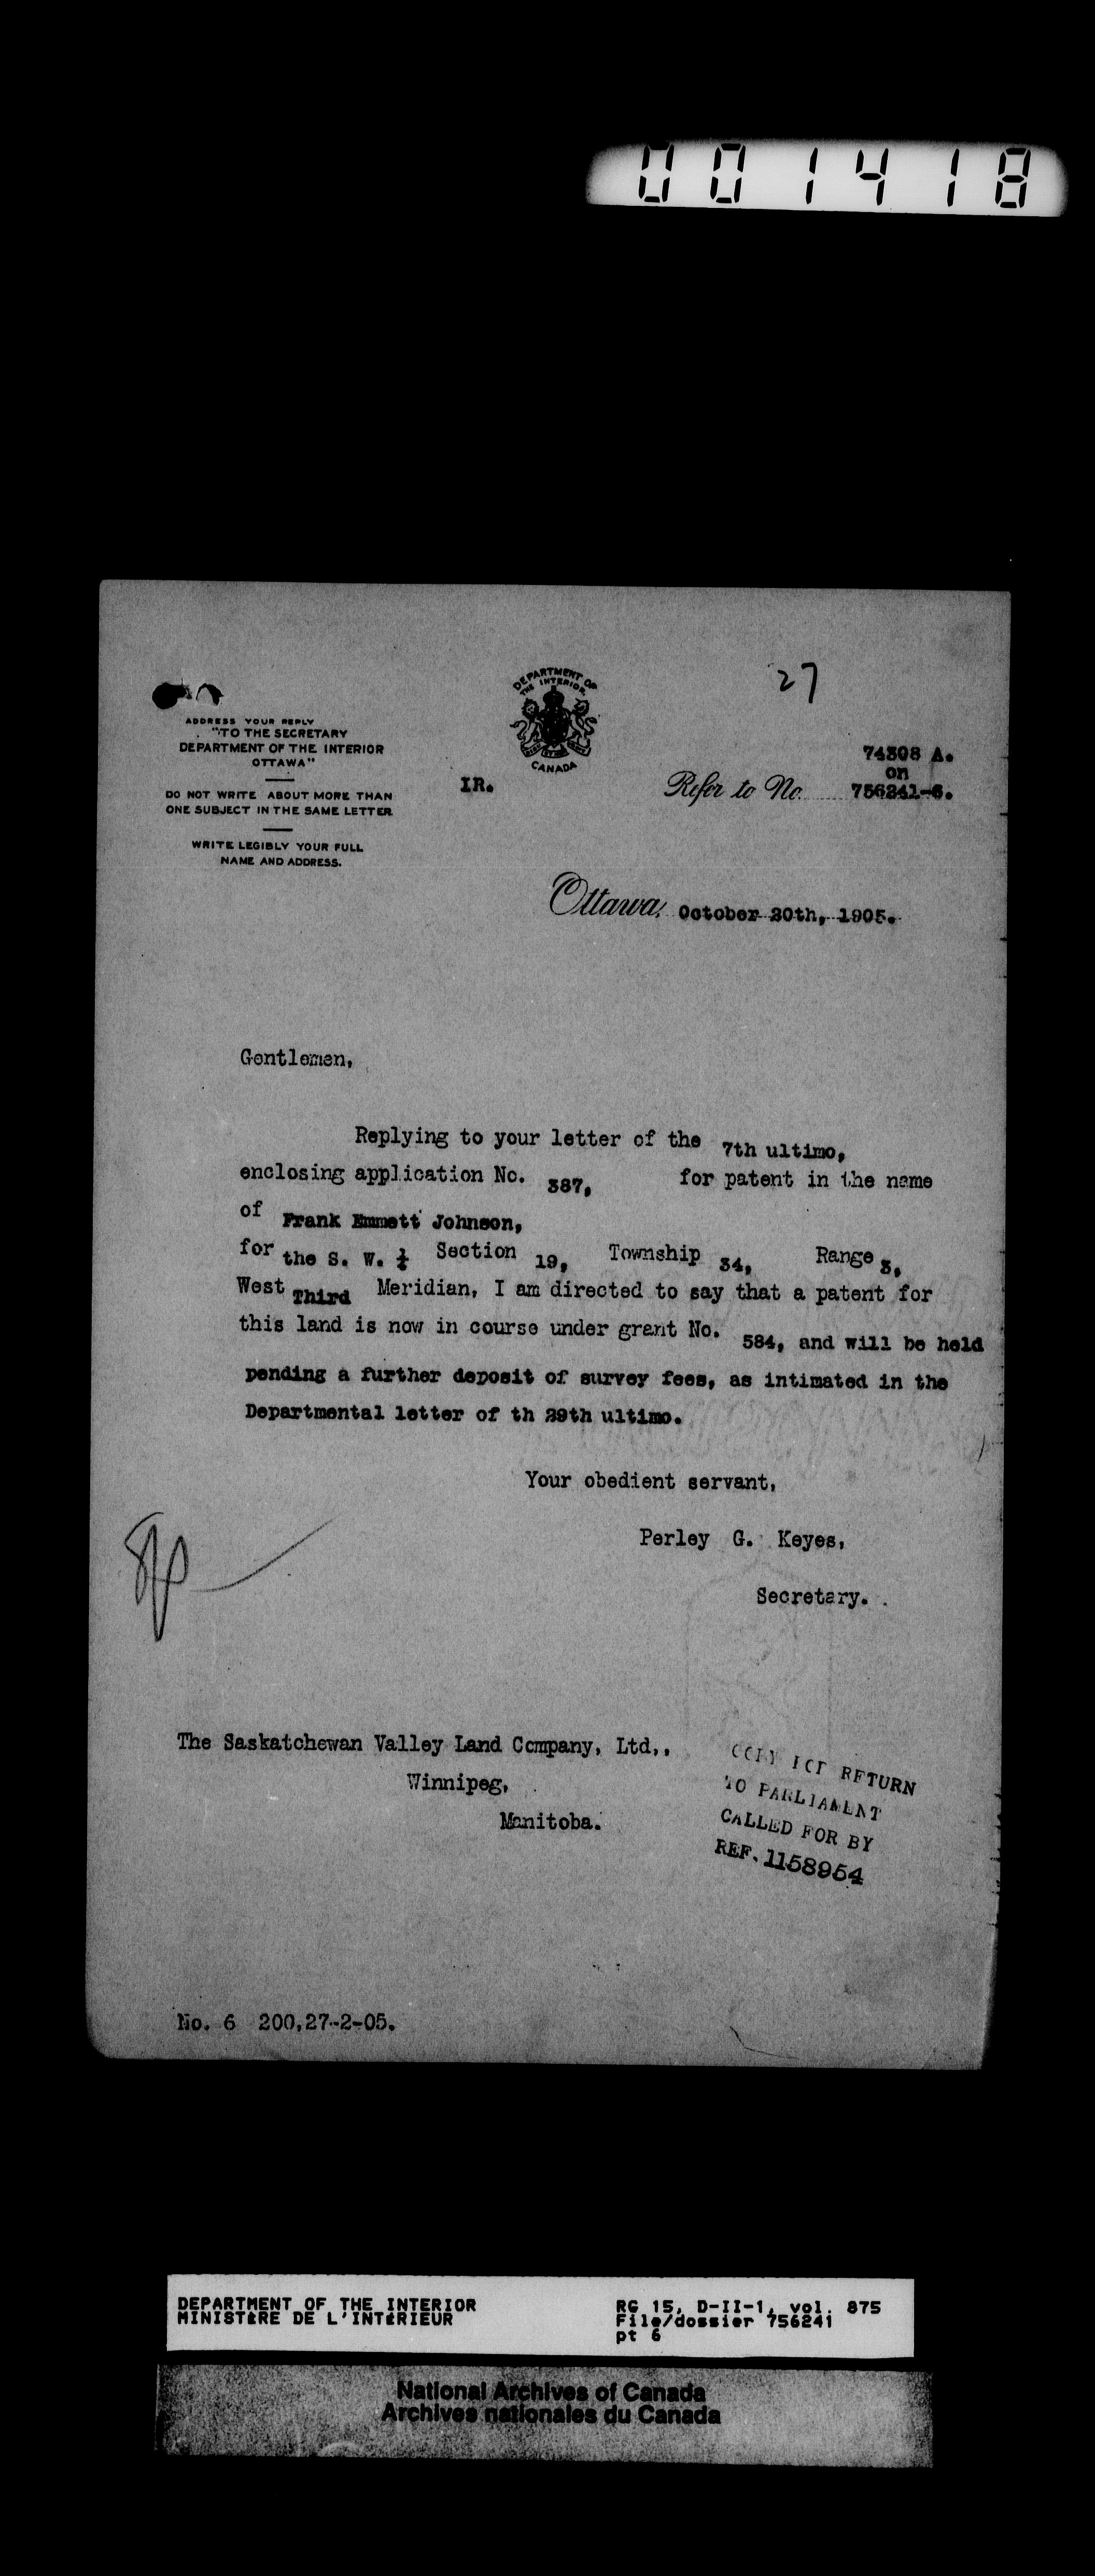 001418
27
ADDRESS YOUR REPLY
"TO THE SECRETARY
DEPARTMENT OF THE INTERIOR
OTTAWA"
DO NOT WRITE ABOUT MORE THAN
ONE SUBJECT IN THE SAME LETTER
WRITE LEGIBLY YOUR FULL
NAME AND ADDRESS.
DEPARTMENT OF
THE INTERIOR
CANADA
IR.
74308 A.
on
Refer to No. 756241-6.
Ottawa, October 20th, 1905.
Gentlemen,
Replying to your letter of the 7th ultimo,
enclosing application No. 387, for patent in the name
of Frank Emmett Johnson,
for the S. W. ¼ Section 19, Township 34, Range 3,
West Third Meridian, I am directed to say that a patent for
this land is now in course under grant No. 584, and will be held
pending a further deposit of survey fees, as intimated in the
Departmental letter of th 29th ultimo.
Your obedient servant,
Perley G. Keyes,
Secretary.
The Saskatchewan Valley Land Company, Ltd,,
Winnipeg,
Manitoba.
COPY FOR RETURN
TO PARLIAMENT
CALLED FOR BY
REF. 1158954
No. 6 200,27-2-05.
DEPARTMENT OF THE INTERIOR
MINISTÈRE DE L'INTÉRIEUR
RG 15, D-II-1, vol. 875
File/dossier 756241
pt 6
National Archives of Canada
Archives nationales du Canada